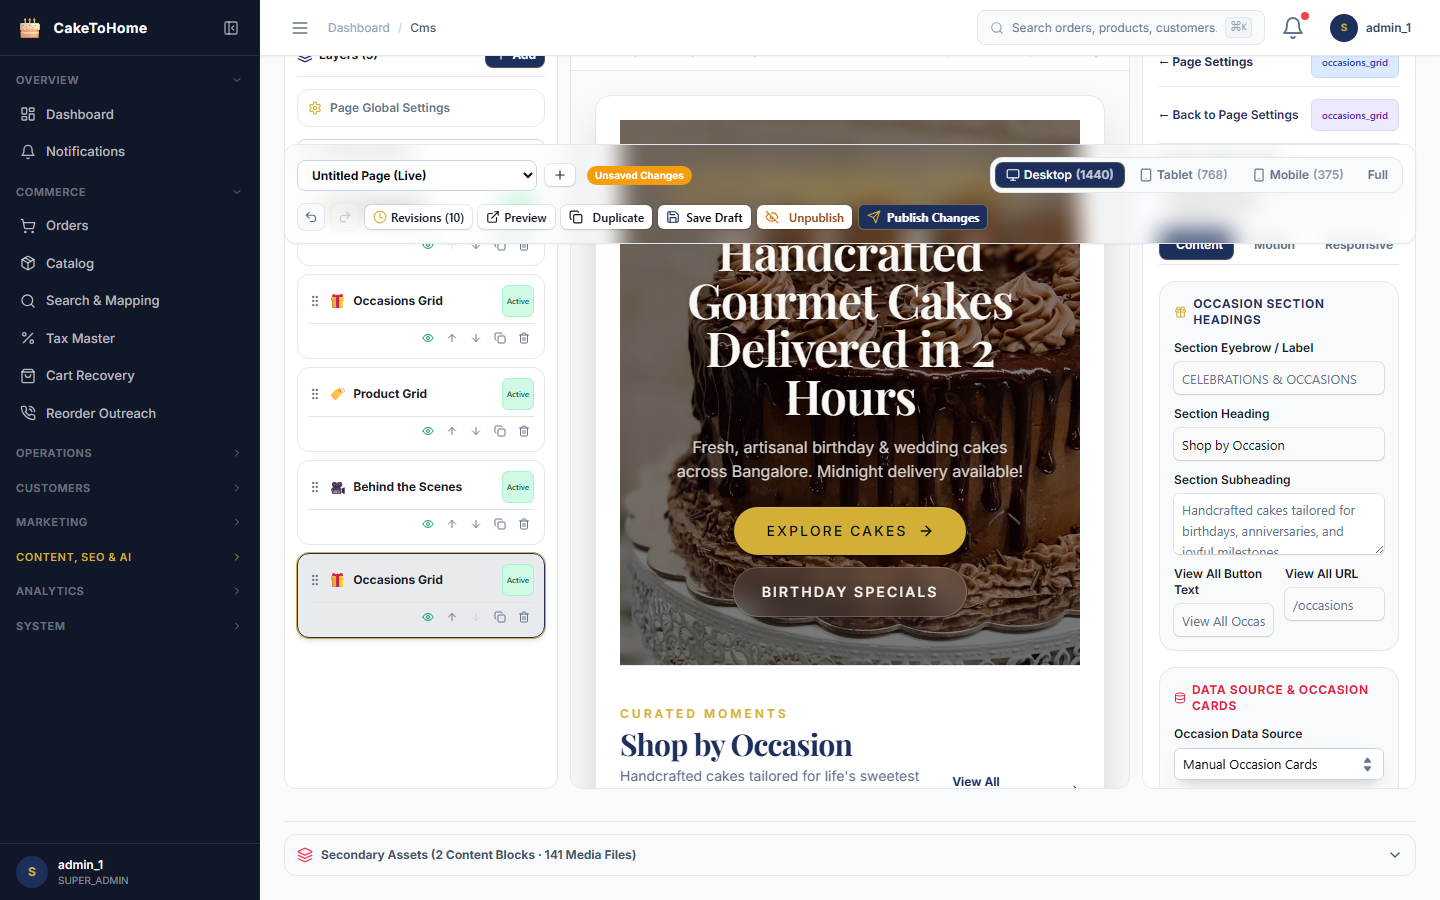 CakeToHome
OVERVIEW
Dashboard
Notifications
COMMERCE
Orders
Catalog
Search & Mapping
Tax Master
Cart Recovery
Reorder Outreach
OPERATIONS
CUSTOMERS
MARKETING
CONTENT, SEO & AI
ANALYTICS
SYSTEM
S
admin_1
SUPER_ADMIN
Dashboard / Cms
Search orders, products, customers.
⌘K
S
admin_1
Layers (5)
+ Add
Page Global Settings
Untitled Page (Live)
+
Unsaved Changes
Desktop (1440)
Tablet (768)
Mobile (375)
Full
Revisions (10)
Preview
Duplicate
Save Draft
Unpublish
Publish Changes
Occasions Grid
Active
Product Grid
Active
Behind the Scenes
Active
Occasions Grid
Active
Handcrafted
Gourmet Cakes
Delivered in 2
Hours
Fresh, artisanal birthday & wedding cakes
across Bangalore. Midnight delivery available!
EXPLORE CAKES →
BIRTHDAY SPECIALS
CURATED MOMENTS
Shop by Occasion
Handcrafted cakes tailored for life's sweetest
View All
← Page Settings
occasions_grid
← Back to Page Settings
occasions_grid
Content
Motion
Responsive
OCCASION SECTION
HEADINGS
Section Eyebrow / Label
CELEBRATIONS & OCCASIONS
Section Heading
Shop by Occasion
Section Subheading
Handcrafted cakes tailored for
birthdays, anniversaries, and
joyful milestones
View All Button
Text
View All Occas
View All URL
/occasions
DATA SOURCE & OCCASION
CARDS
Occasion Data Source
Manual Occasion Cards
Secondary Assets (2 Content Blocks · 141 Media Files)